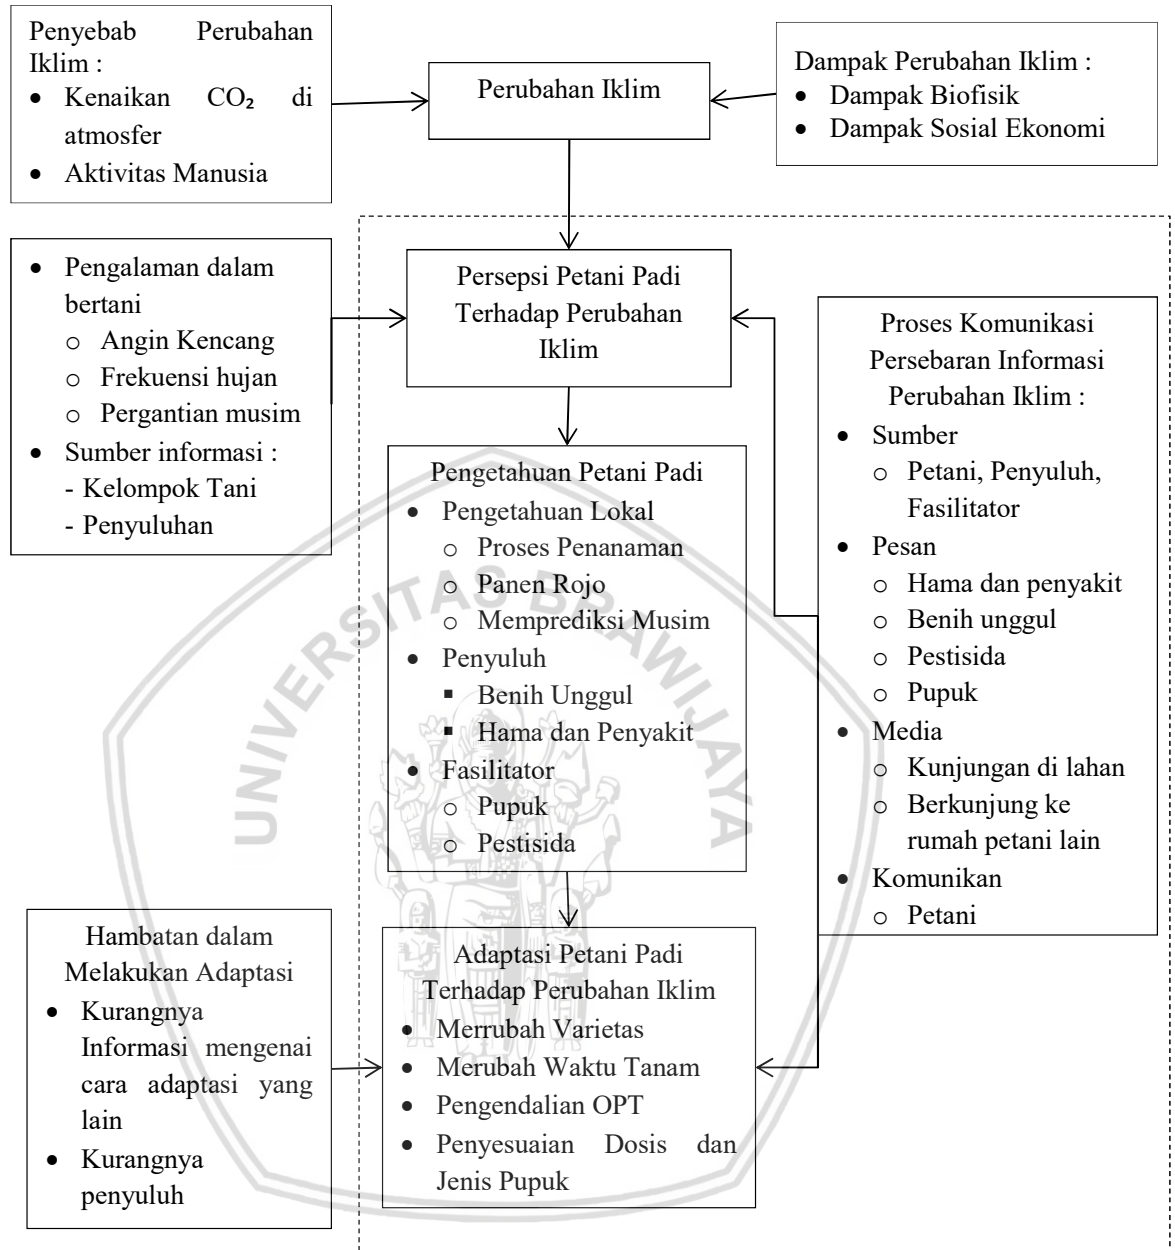 Penyebab Perubahan
Iklim :
• Kenaikan CO₂ di
atmosfer
• Aktivitas Manusia
Perubahan Iklim
Dampak Perubahan Iklim :
• Dampak Biofisik
• Dampak Sosial Ekonomi
• Pengalaman dalam
bertani
o Angin Kencang
o Frekuensi hujan
o Pergantian musim
• Sumber informasi :
- Kelompok Tani
- Penyuluhan
Persepsi Petani Padi
Terhadap Perubahan
Iklim
Proses Komunikasi
Persebaran Informasi
Perubahan Iklim :
• Sumber
o Petani, Penyuluh,
Fasilitator
• Pesan
o Hama dan penyakit
o Benih unggul
o Pestisida
o Pupuk
• Media
o Kunjungan di lahan
o Berkunjung ke
rumah petani lain
• Komunikan
o Petani
Pengetahuan Petani Padi
• Pengetahuan Lokal
o Proses Penanaman
o Panen Rojo
o Memprediksi Musim
• Penyuluh
▪ Benih Unggul
▪ Hama dan Penyakit
• Fasilitator
o Pupuk
o Pestisida
Hambatan dalam
Melakukan Adaptasi
• Kurangnya
Informasi mengenai
cara adaptasi yang
lain
• Kurangnya
penyuluh
Adaptasi Petani Padi
Terhadap Perubahan Iklim
• Merrubah Varietas
• Merubah Waktu Tanam
• Pengendalian OPT
• Penyesuaian Dosis dan
Jenis Pupuk
UNIVERSITAS BRAWIJAYA